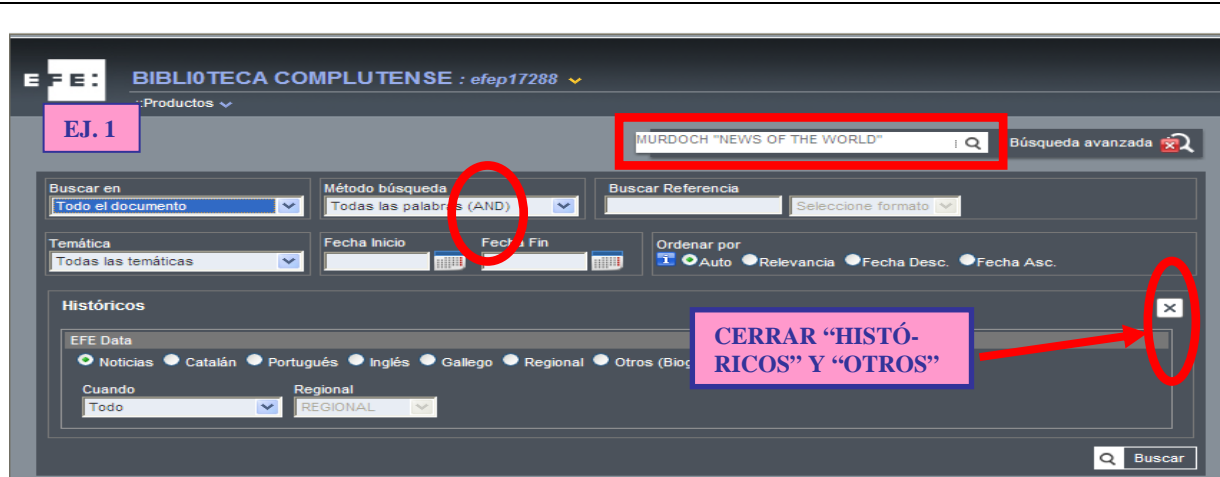 EFE: BIBLI0TECA COMPLUTENSE : efep17288
::Productos
EJ. 1
MURDOCH "NEWS OF THE WORLD"
Búsqueda avanzada
Buscar en
Método búsqueda
Buscar Referencia
Todo el documento
Todas las palabras (AND)
Seleccione formato
Temática
Fecha Inicio
Fecha Fin
Ordenar por
Todas las temáticas
Auto Relevancia Fecha Desc. Fecha Asc.
Históricos
EFE Data
Noticias Catalán Portugués Inglés Gallego Regional Otros (Biog
CERRAR “HISTÓ-
RICOS” Y “OTROS”
Cuando
Regional
Todo
REGIONAL
Buscar